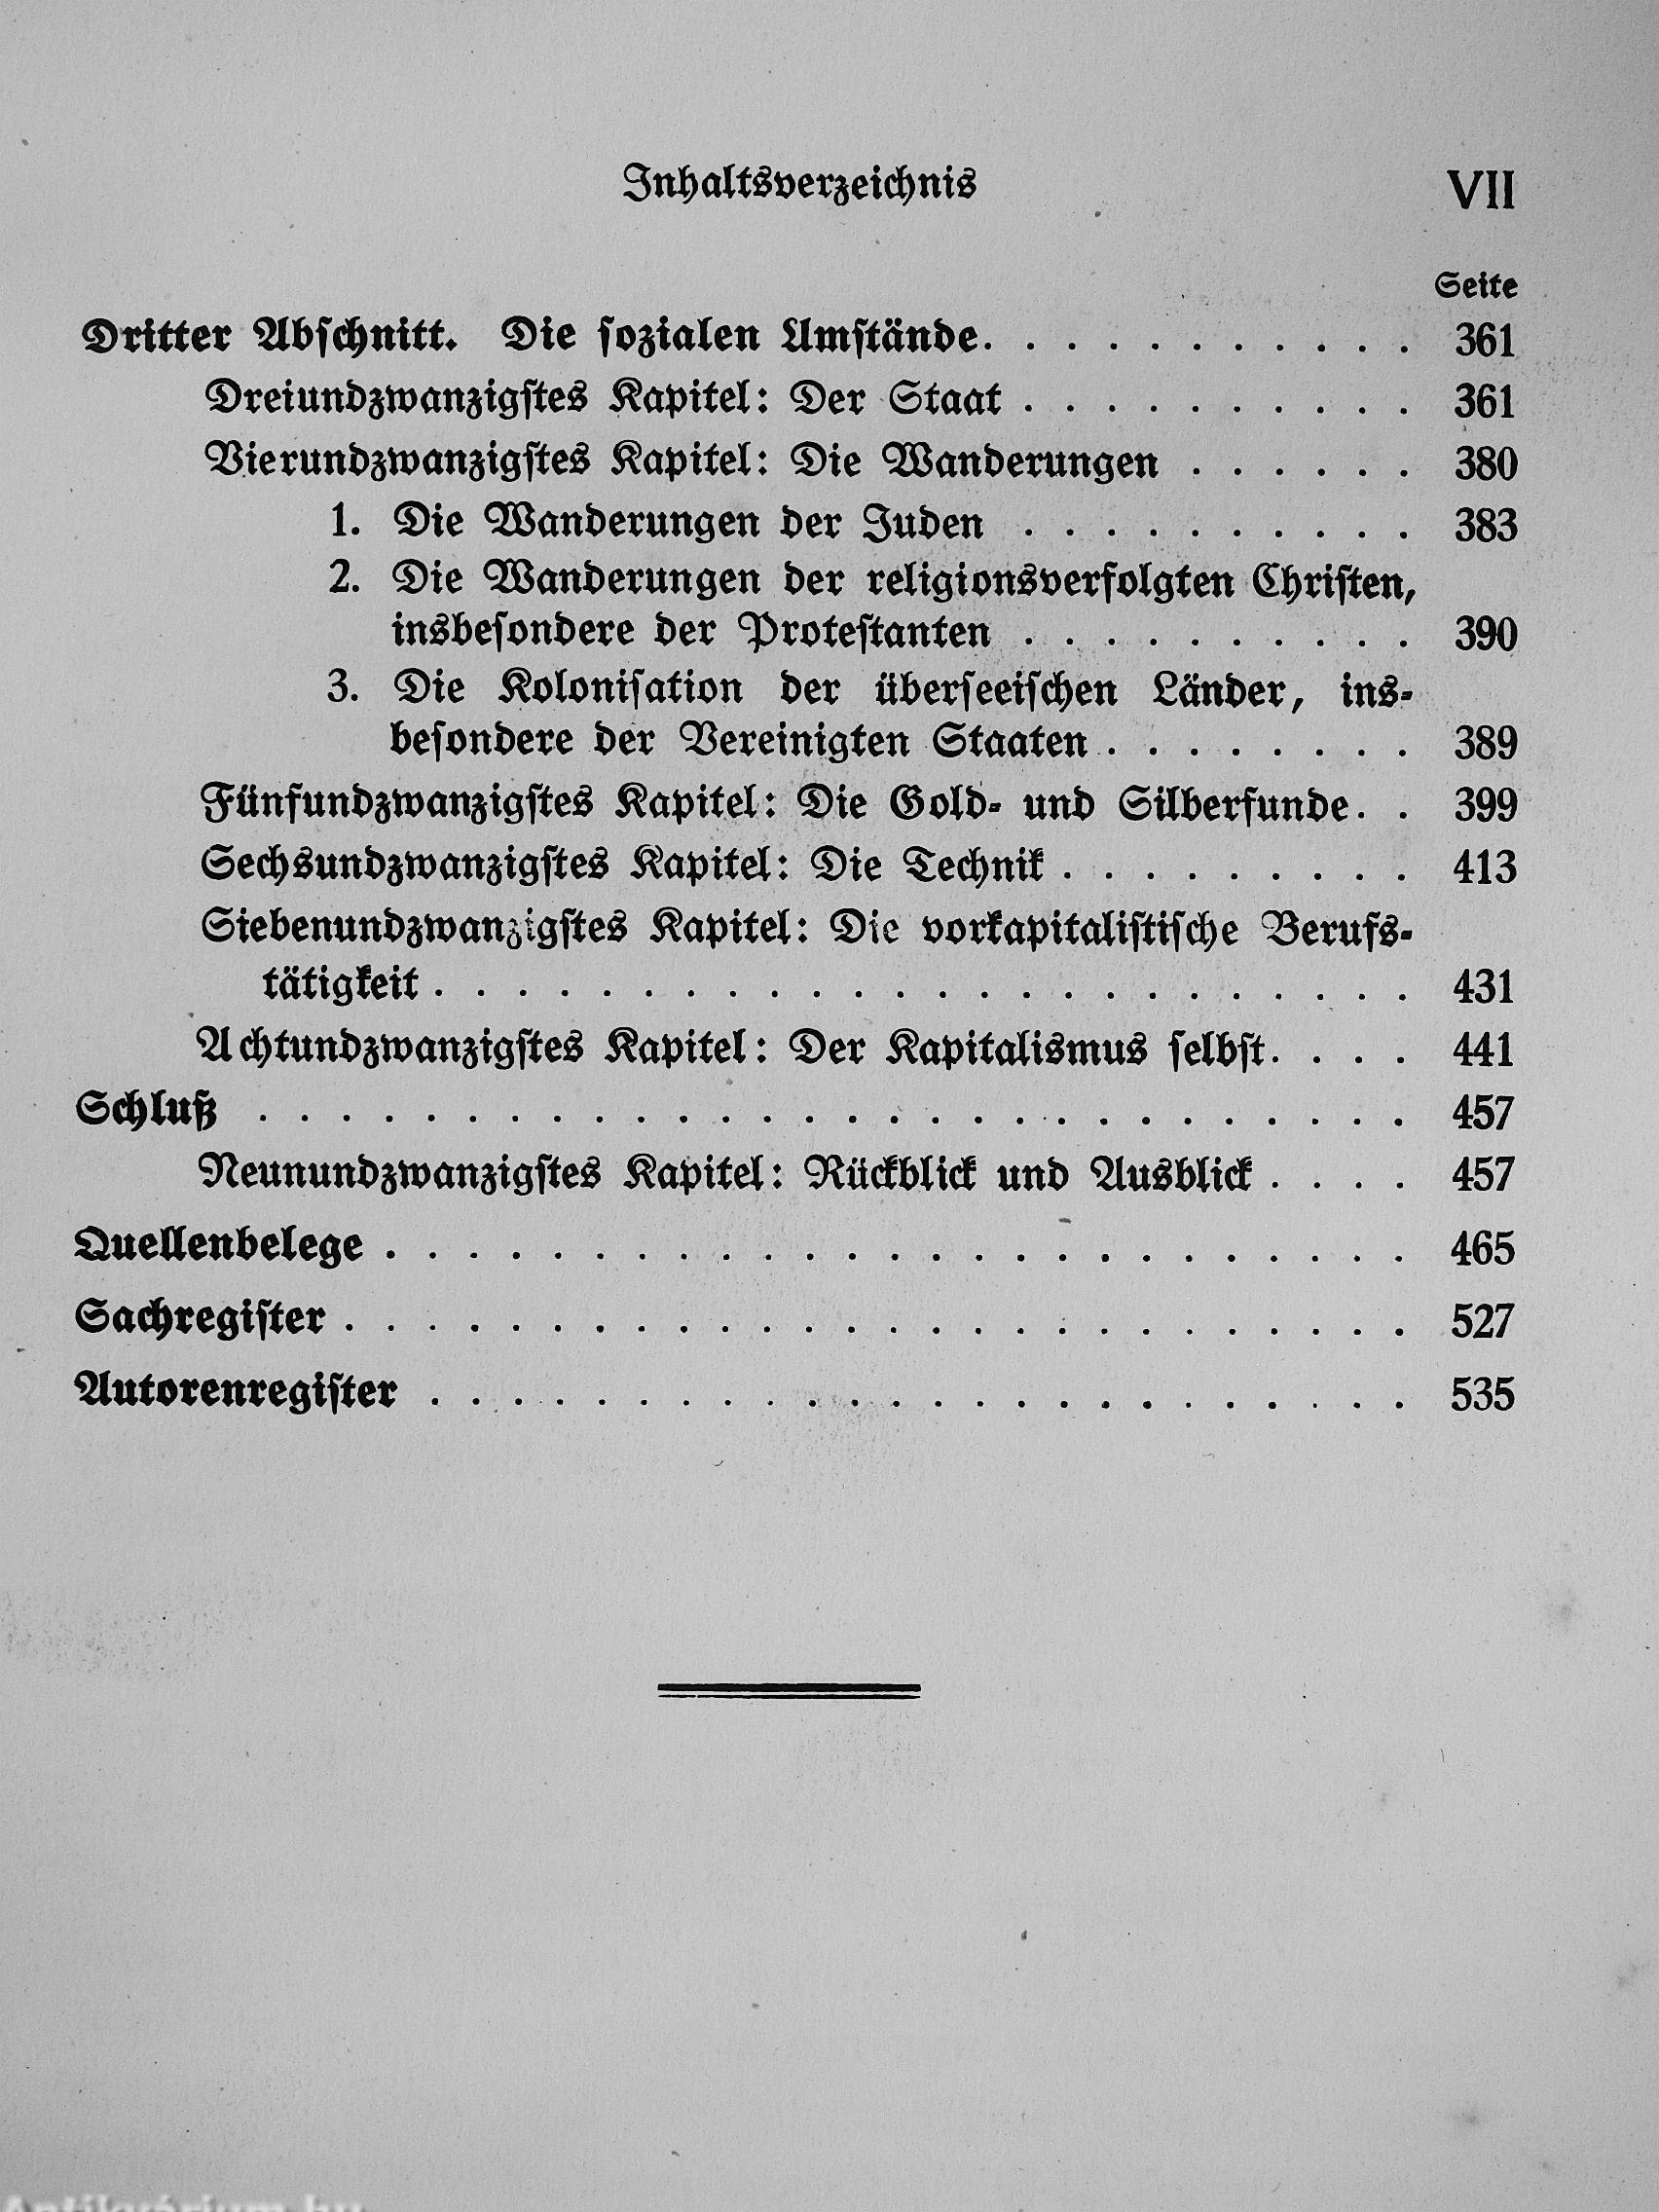 Inhaltsverzeichnis VII
Seite
Dritter Abschnitt. Die sozialen Umstände. . . . . . . . . . . 361
Dreiundzwanzigstes Kapitel: Der Staat . . . . . . . . . . 361
Vierundzwanzigstes Kapitel: Die Wanderungen . . . . . . 380
1. Die Wanderungen der Juden . . . . . . . . . . 383
2. Die Wanderungen der religionsverfolgten Christen,
insbesondere der Protestanten . . . . . . . . . . 390
3. Die Kolonisation der überseeischen Länder, ins-
besondere der Vereinigten Staaten . . . . . . . . 389
Fünfundzwanzigstes Kapitel: Die Gold- und Silberfunde. . 399
Sechsundzwanzigstes Kapitel: Die Technik . . . . . . . . . 413
Siebenundzwanzigstes Kapitel: Die vorkapitalistische Berufs-
tätigkeit . . . . . . . . . . . . . . . . . . . . . . . . 431
Achtundzwanzigstes Kapitel: Der Kapitalismus selbst. . . . 441
Schluß . . . . . . . . . . . . . . . . . . . . . . . . . . . . 457
Neunundzwanzigstes Kapitel: Rückblick und Ausblick . . . . 457
Quellenbelege . . . . . . . . . . . . . . . . . . . . . . . . . 465
Sachregister . . . . . . . . . . . . . . . . . . . . . . . . . . 527
Autorenregister . . . . . . . . . . . . . . . . . . . . . . . . 535
Antikvárium.hu